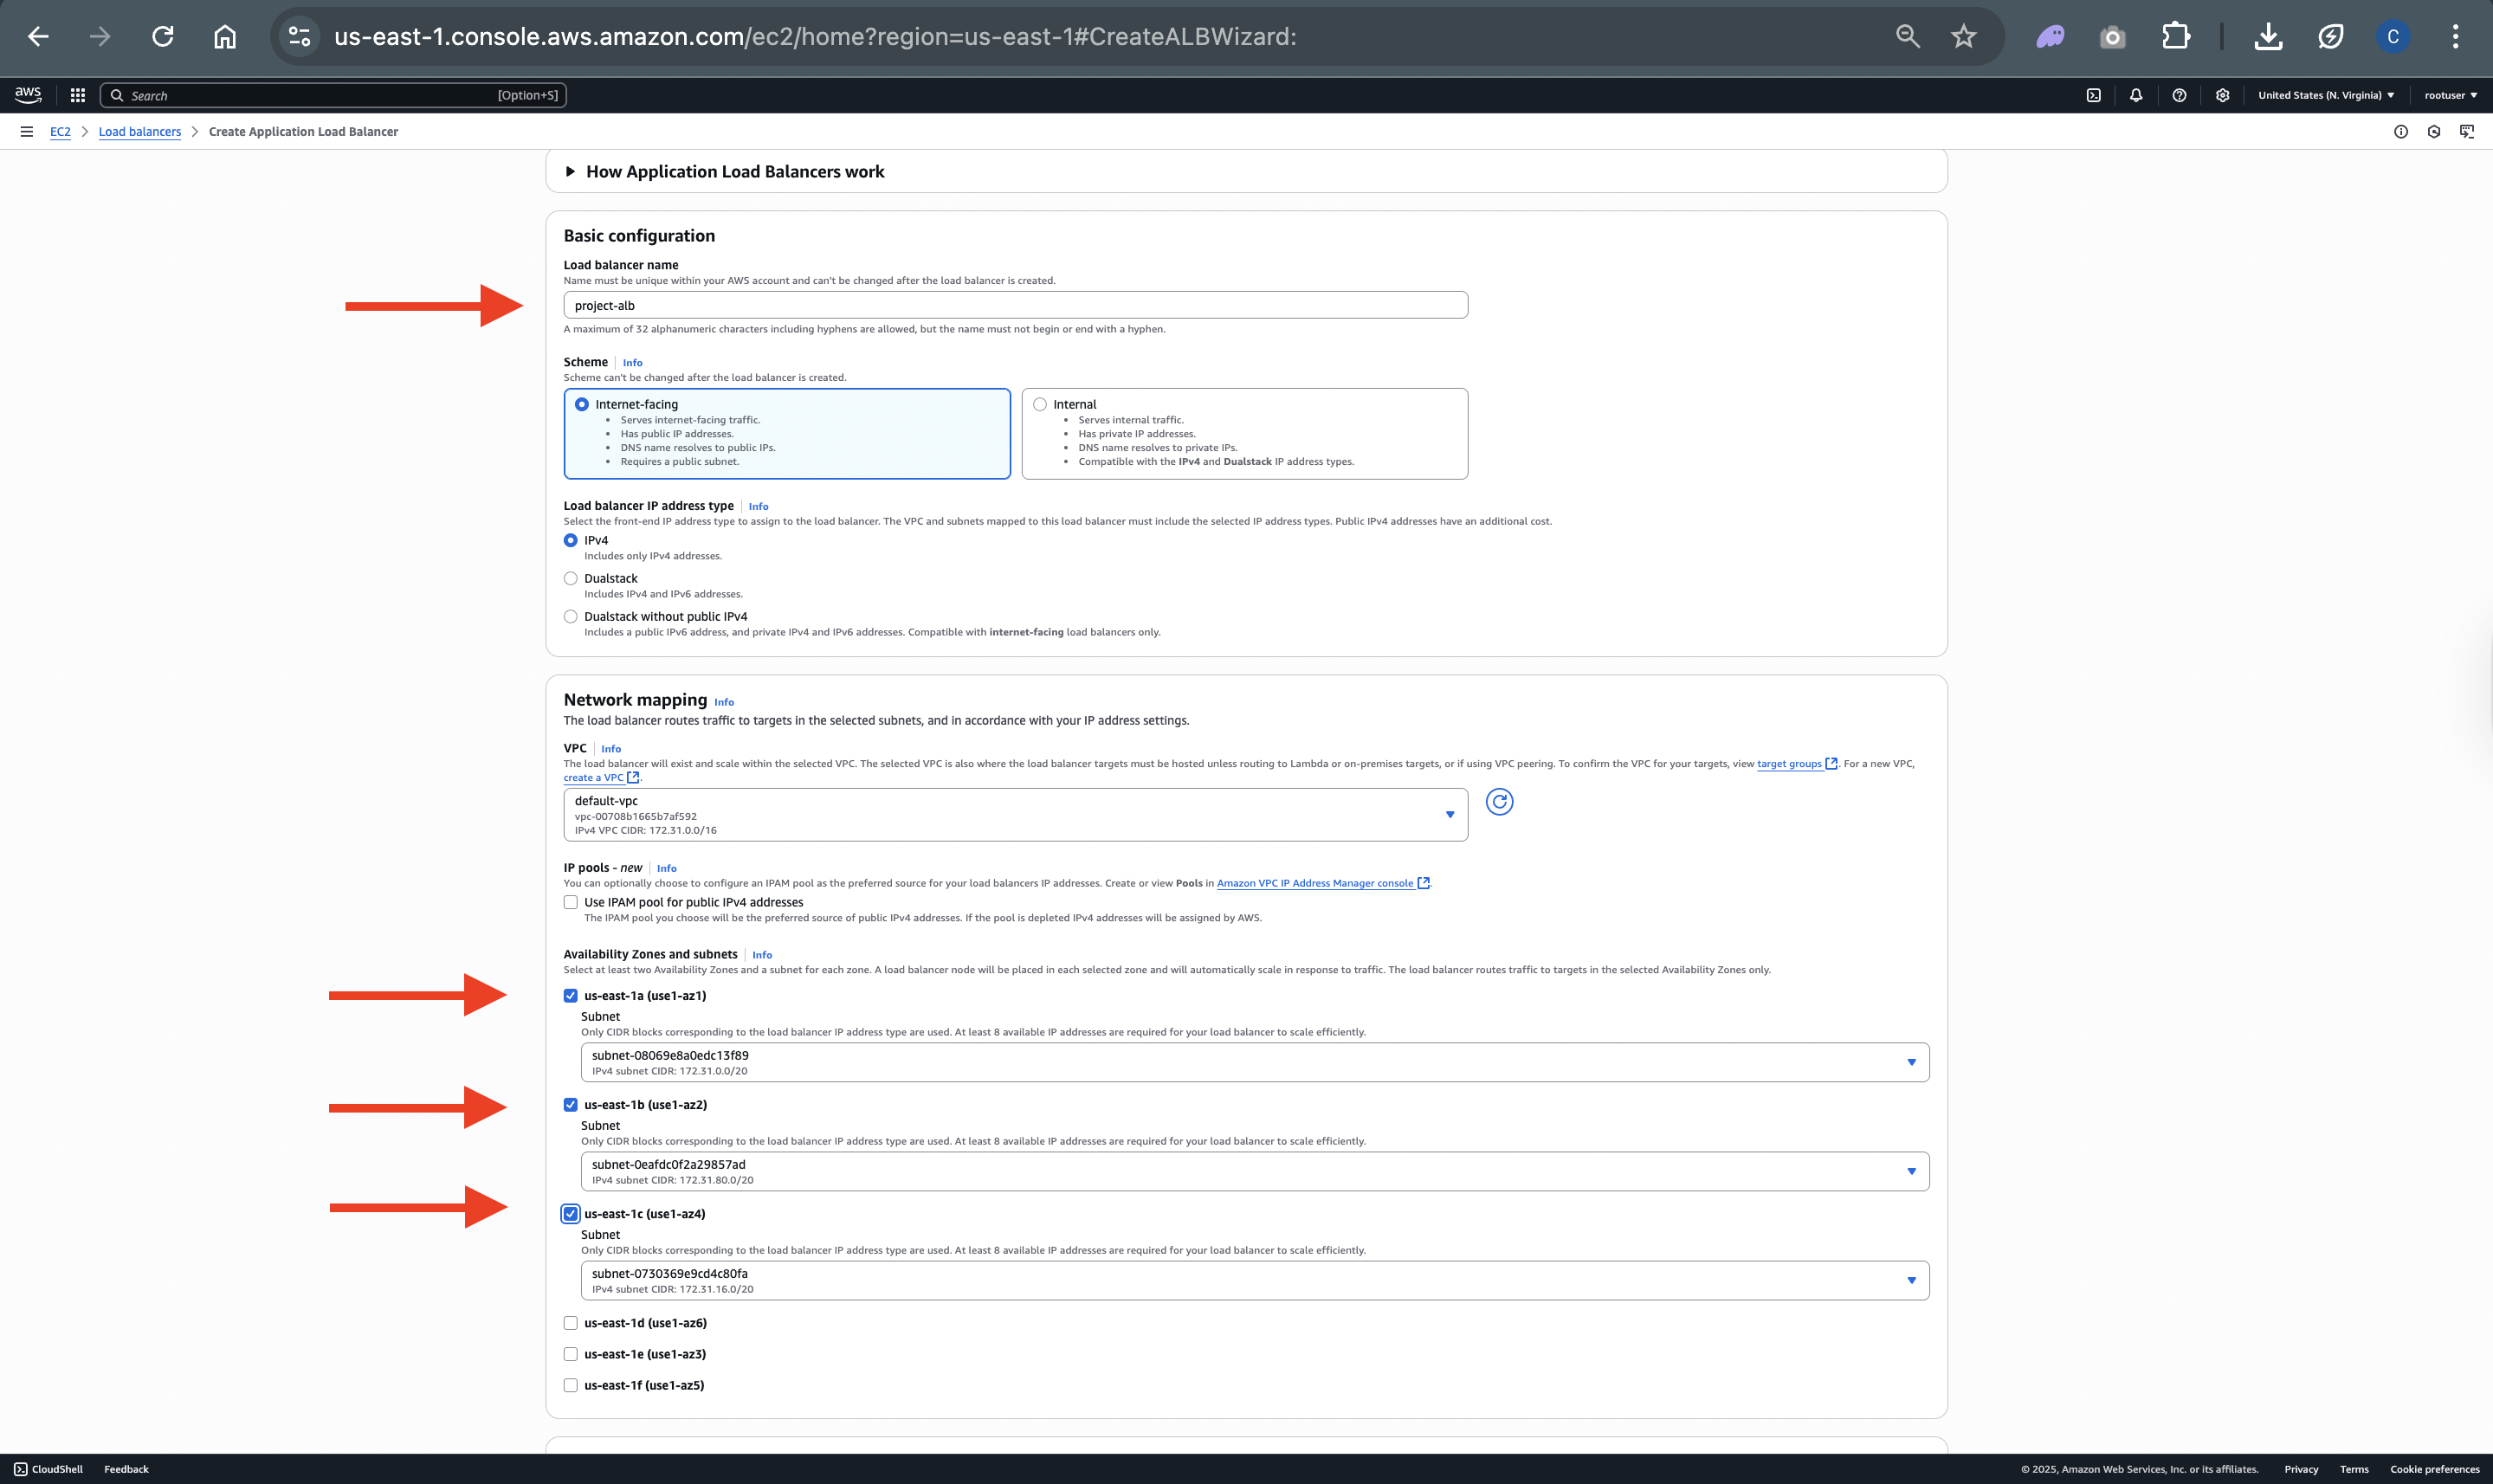 us-east-1.console.aws.amazon.com/ec2/home?region=us-east-1#CreateALBWizard:
C
aws
Search
[Option+S]
United States (N. Virginia)
rootuser
EC2
Load balancers
Create Application Load Balancer
How Application Load Balancers work
Basic configuration
Load balancer name
Name must be unique within your AWS account and can't be changed after the load balancer is created.
project-alb
A maximum of 32 alphanumeric characters including hyphens are allowed, but the name must not begin or end with a hyphen.
Scheme Info
Scheme can't be changed after the load balancer is created.
Internet-facing
• Serves internet-facing traffic.
• Has public IP addresses.
• DNS name resolves to public IPs.
• Requires a public subnet.
Internal
• Serves internal traffic.
• Has private IP addresses.
• DNS name resolves to private IPs.
• Compatible with the IPv4 and Dualstack IP address types.
Load balancer IP address type Info
Select the front-end IP address type to assign to the load balancer. The VPC and subnets mapped to this load balancer must include the selected IP address types. Public IPv4 addresses have an additional cost.
IPv4
Includes only IPv4 addresses.
Dualstack
Includes IPv4 and IPv6 addresses.
Dualstack without public IPv4
Includes a public IPv6 address, and private IPv4 and IPv6 addresses. Compatible with internet-facing load balancers only.
Network mapping Info
The load balancer routes traffic to targets in the selected subnets, and in accordance with your IP address settings.
VPC Info
The load balancer will exist and scale within the selected VPC. The selected VPC is also where the load balancer targets must be hosted unless routing to Lambda or on-premises targets, or if using VPC peering. To confirm the VPC for your targets, view target groups. For a new VPC,
create a VPC.
default-vpc
vpc-00708b1665b7af592
IPv4 VPC CIDR: 172.31.0.0/16
IP pools - new Info
You can optionally choose to configure an IPAM pool as the preferred source for your load balancers IP addresses. Create or view Pools in Amazon VPC IP Address Manager console.
Use IPAM pool for public IPv4 addresses
The IPAM pool you choose will be the preferred source of public IPv4 addresses. If the pool is depleted IPv4 addresses will be assigned by AWS.
Availability Zones and subnets Info
Select at least two Availability Zones and a subnet for each zone. A load balancer node will be placed in each selected zone and will automatically scale in response to traffic. The load balancer routes traffic to targets in the selected Availability Zones only.
us-east-1a (use1-az1)
Subnet
Only CIDR blocks corresponding to the load balancer IP address type are used. At least 8 available IP addresses are required for your load balancer to scale efficiently.
subnet-08069e8a0edc13f89
IPv4 subnet CIDR: 172.31.0.0/20
us-east-1b (use1-az2)
Subnet
Only CIDR blocks corresponding to the load balancer IP address type are used. At least 8 available IP addresses are required for your load balancer to scale efficiently.
subnet-0eafdc0f2a29857ad
IPv4 subnet CIDR: 172.31.80.0/20
us-east-1c (use1-az4)
Subnet
Only CIDR blocks corresponding to the load balancer IP address type are used. At least 8 available IP addresses are required for your load balancer to scale efficiently.
subnet-0730369e9cd4c80fa
IPv4 subnet CIDR: 172.31.16.0/20
us-east-1d (use1-az6)
us-east-1e (use1-az3)
us-east-1f (use1-az5)
CloudShell
Feedback
© 2025, Amazon Web Services, Inc. or its affiliates.
Privacy
Terms
Cookie preferences